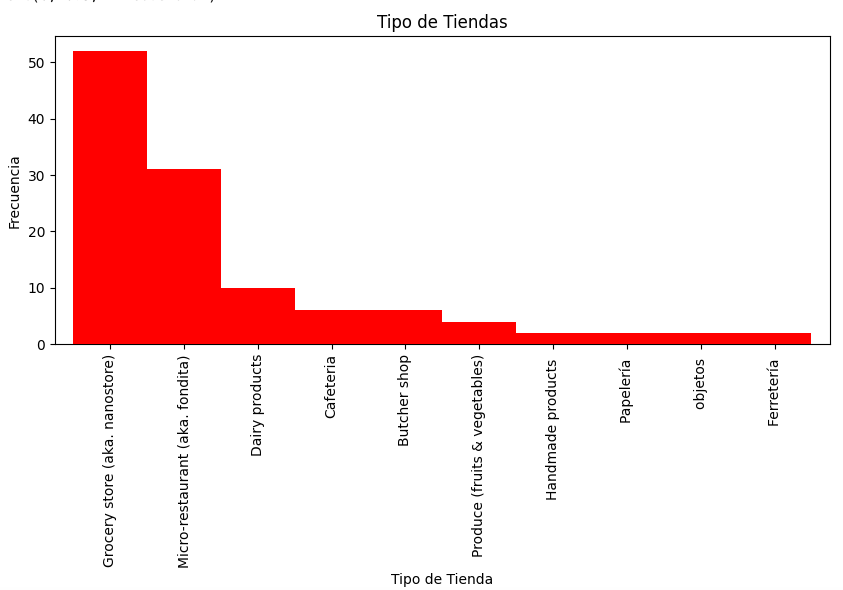 Tipo de Tiendas
Frecuencia
50
40
30
20
10
0
Grocery store (aka. nanostore)
Micro-restaurant (aka. fondita)
Dairy products
Cafeteria
Butcher shop
Produce (fruits & vegetables)
Handmade products
Papelería
objetos
Ferretería
Tipo de Tienda